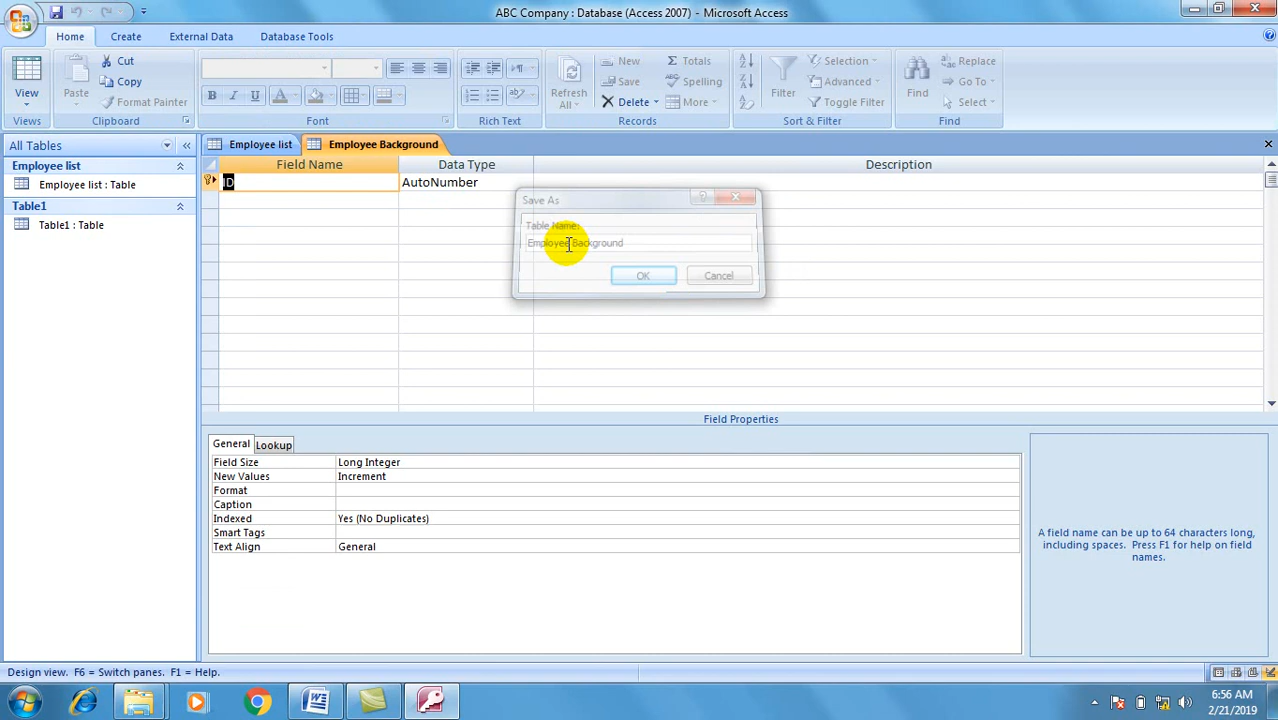 ABC Company : Database (Access 2007) - Microsoft Access
Home Create External Data Database Tools
View
Views
Paste
Cut
Copy
Format Painter
Clipboard
B I U A
Font
Rich Text
Refresh
All
New
Save
Delete
Σ Totals
Spelling
More
Records
Filter
Selection
Advanced
Toggle Filter
Sort & Filter
Find
Replace
Go To
Select
Find
All Tables
Employee list
Employee list : Table
Table1
Table1 : Table
Employee list Employee Background
Field Name Data Type Description
ID AutoNumber
Save As
Table Name:
Employee Background
OK Cancel
Field Properties
General Lookup
Field Size Long Integer
New Values Increment
Format
Caption
Indexed Yes (No Duplicates)
Smart Tags
Text Align General
A field name can be up to 64 characters long,
including spaces. Press F1 for help on field
names.
Design view. F6 = Switch panes. F1 = Help.
6:56 AM
2/21/2019